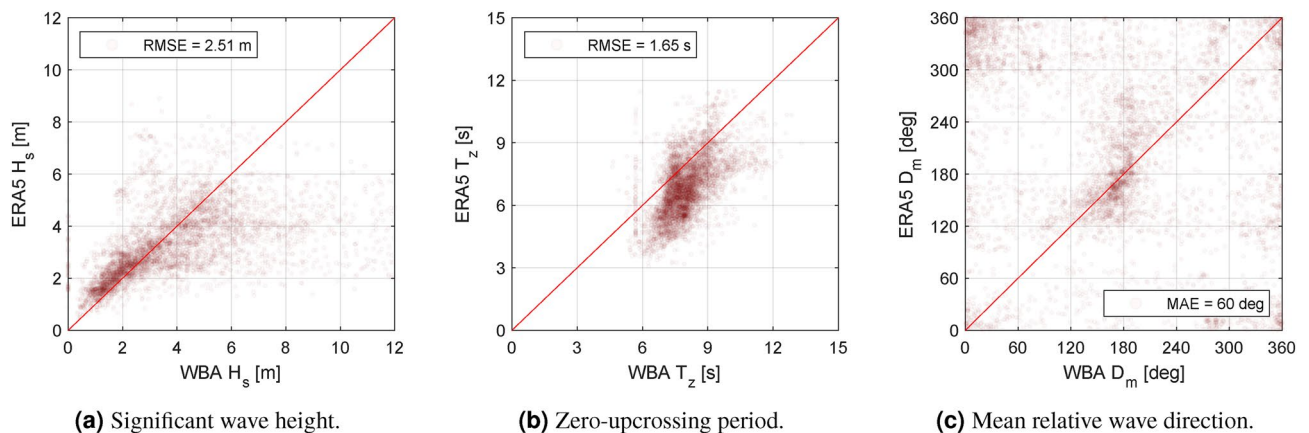 RMSE = 2.51 m
ERA5 H_s [m]
12
10
8
6
4
2
0
0 2 4 6 8 10 12
WBA H_s [m]
(a) Significant wave height.
RMSE = 1.65 s
ERA5 T_z [s]
15
12
9
6
3
0
0 3 6 9 12 15
WBA T_z [s]
(b) Zero-upcrossing period.
MAE = 60 deg
ERA5 D_m [deg]
360
300
240
180
120
60
0
0 60 120 180 240 300 360
WBA D_m [deg]
(c) Mean relative wave direction.